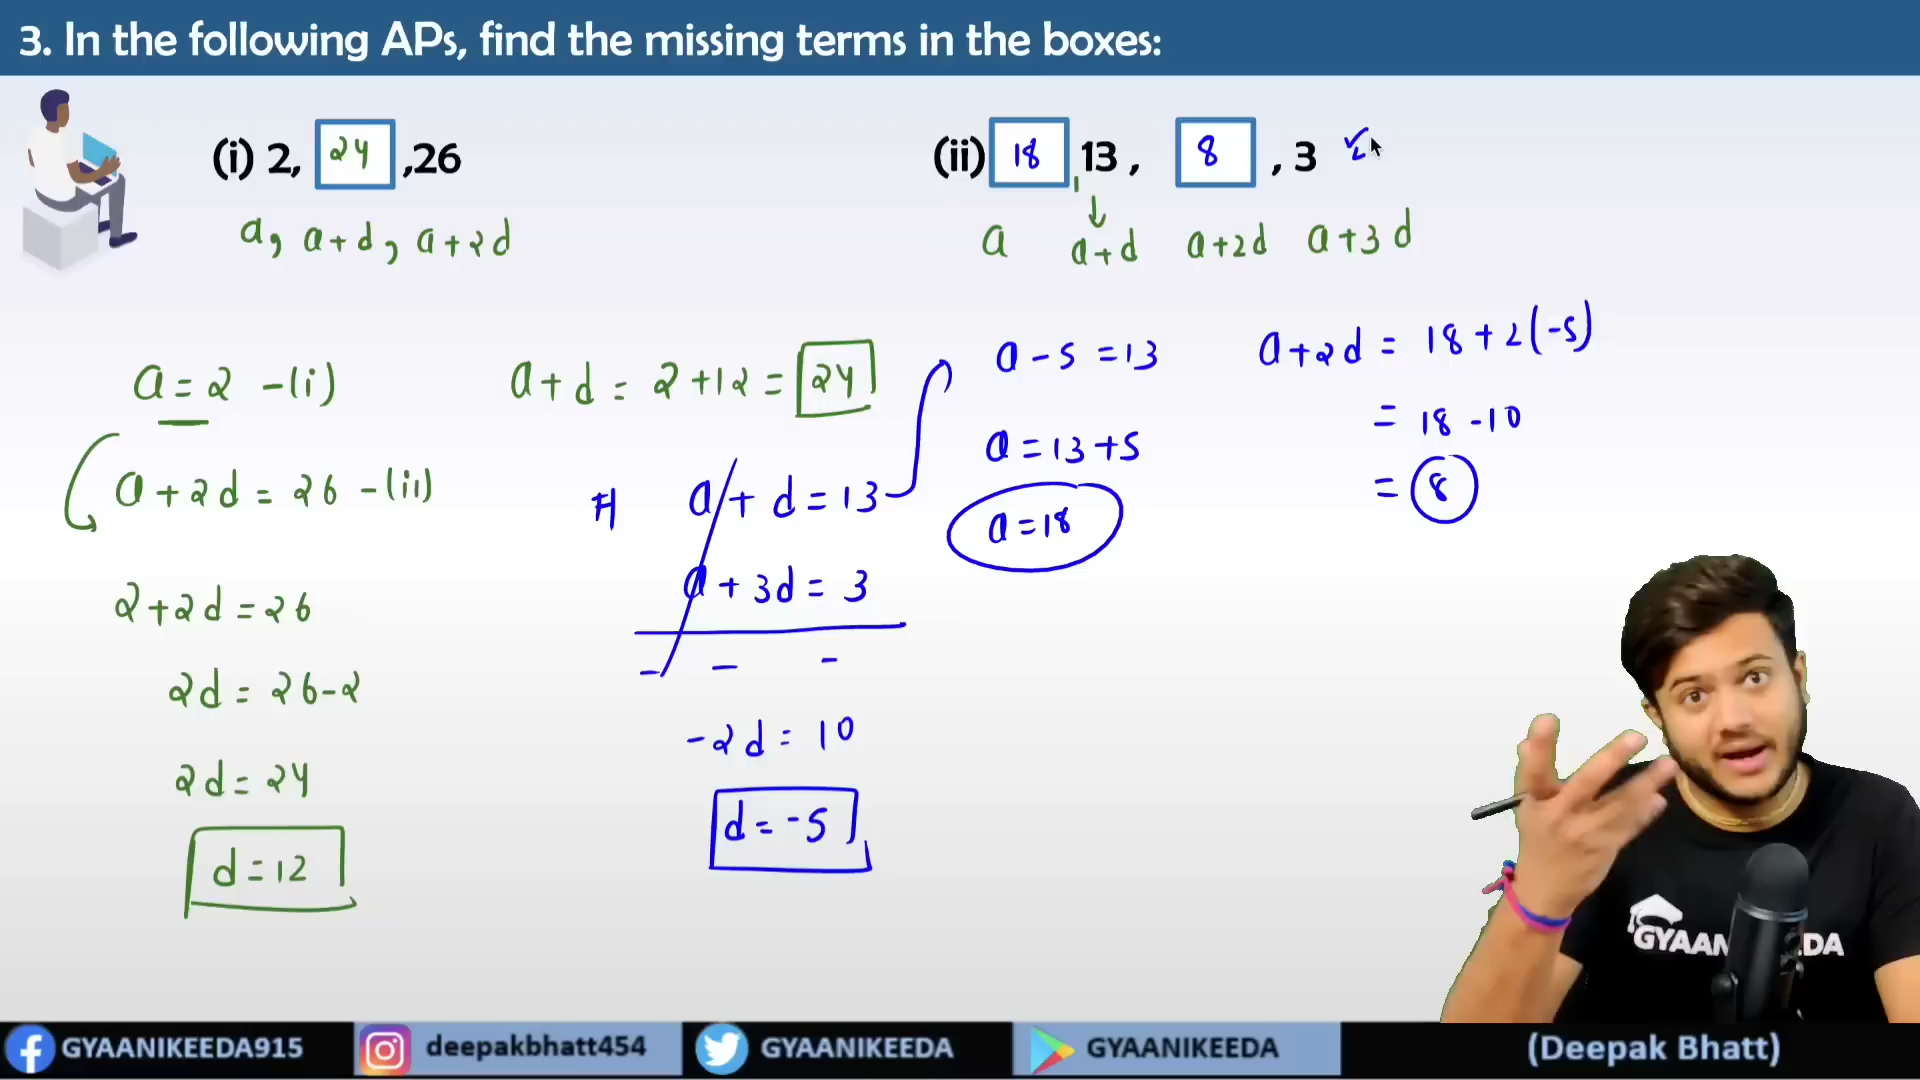 3. In the following APs, find the missing terms in the boxes:
(i) 2, 24 ,26
a, a+d, a+2d
a = 2 -(i)
a + 2d = 26 -(ii)
2+2d = 26
2d = 26-2
2d = 24
d = 12
a+d = 2+12 = 24
(ii) 18 , 13 , 8 , 3
a a+d a+2d a+3d
a + d = 13
a + 3d = 3
- - -
-2d = 10
d = -5
a - 5 = 13
a = 13+5
a = 18
a+2d = 18+2(-5)
= 18-10
= 8
GYAANIKEEDA915
deepakbhatt454
GYAANIKEEDA
GYAANIKEEDA
(Deepak Bhatt)